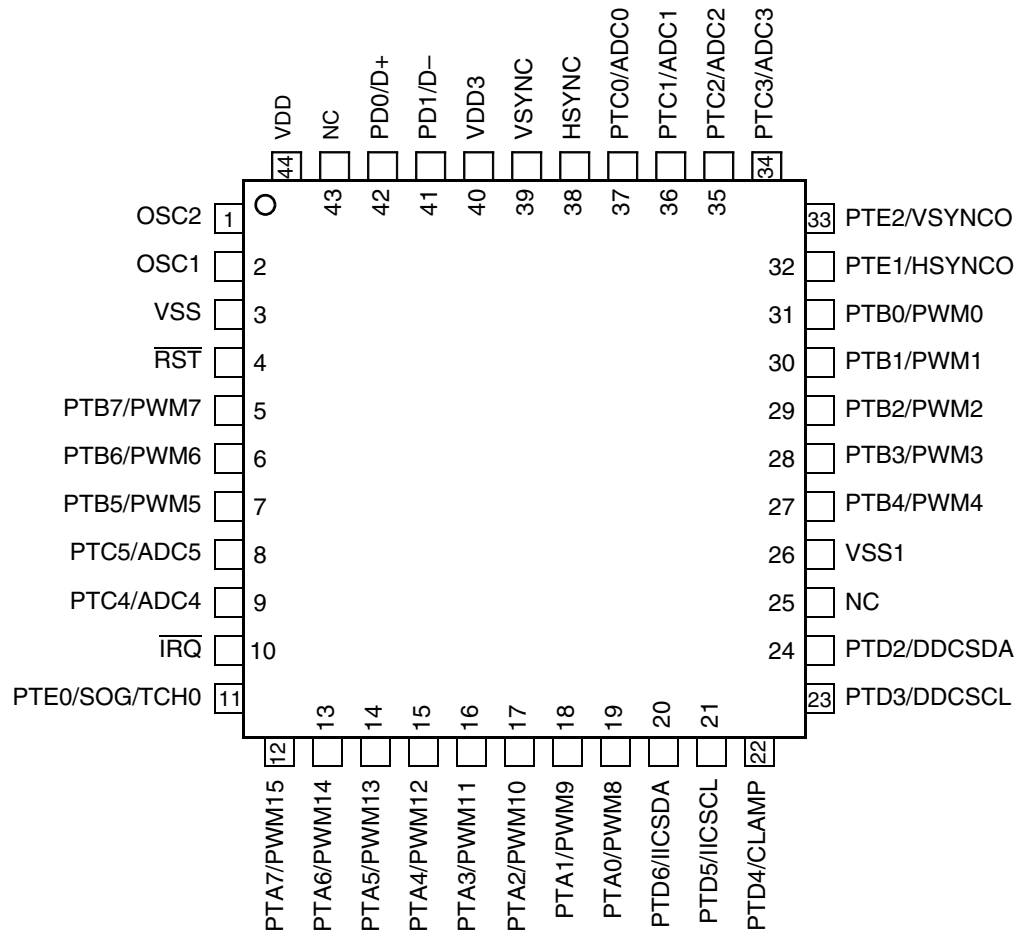 VDD
NC
PD0/D+
PD1/D–
VDD3
VSYNC
HSYNC
PTC0/ADC0
PTC1/ADC1
PTC2/ADC2
PTC3/ADC3
44
43
42
41
40
39
38
37
36
35
34
OSC2 1
OSC1 2
VSS 3
RST 4
PTB7/PWM7 5
PTB6/PWM6 6
PTB5/PWM5 7
PTC5/ADC5 8
PTC4/ADC4 9
IRQ 10
PTE0/SOG/TCH0 11
33 PTE2/VSYNCO
32 PTE1/HSYNCO
31 PTB0/PWM0
30 PTB1/PWM1
29 PTB2/PWM2
28 PTB3/PWM3
27 PTB4/PWM4
26 VSS1
25 NC
24 PTD2/DDCSDA
23 PTD3/DDCSCL
12
13
14
15
16
17
18
19
20
21
22
PTA7/PWM15
PTA6/PWM14
PTA5/PWM13
PTA4/PWM12
PTA3/PWM11
PTA2/PWM10
PTA1/PWM9
PTA0/PWM8
PTD6/IICSDA
PTD5/IICSCL
PTD4/CLAMP